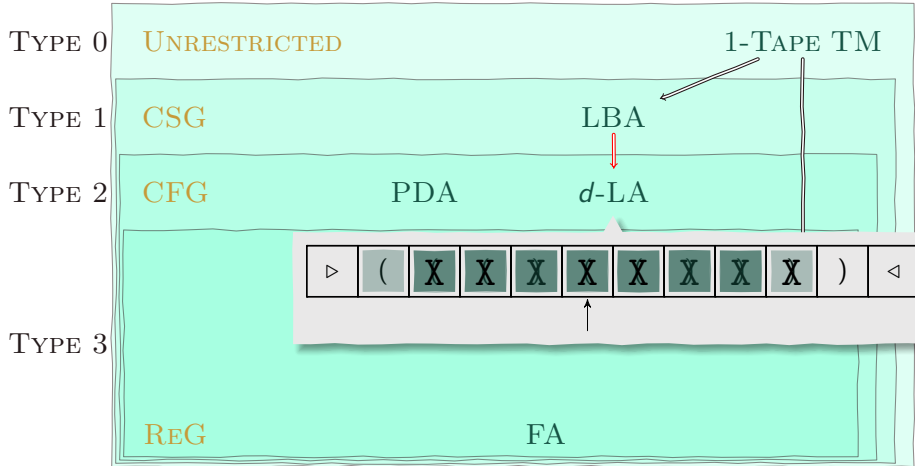 TYPE 0 UNRESTRICTED 1-TAPE TM
TYPE 1 CSG LBA
TYPE 2 CFG PDA d-LA
▷ ( X X X X X X X X ) ◁
TYPE 3
REG FA